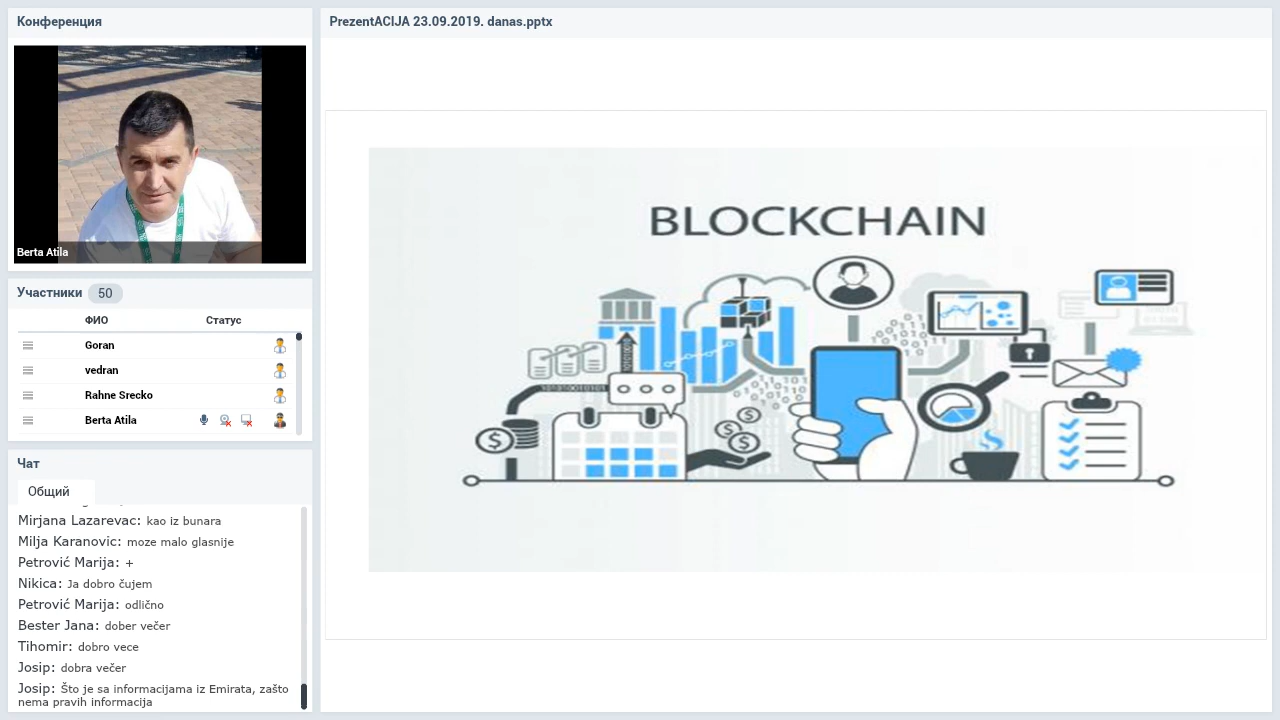 Конференция
Berta Atila
Участники 50
ФИО Статус
Goran
vedran
Rahne Srecko
Berta Atila
Чат
Общий
Mirjana Lazarevac: kao iz bunara
Milja Karanovic: moze malo glasnije
Petrović Marija: +
Nikica: Ja dobro čujem
Petrović Marija: odlično
Bester Jana: dober večer
Tihomir: dobro vece
Josip: dobra večer
Josip: Što je sa informacijama iz Emirata, zašto
nema pravih informacija
PrezentACIJA 23.09.2019. danas.pptx
BLOCKCHAIN